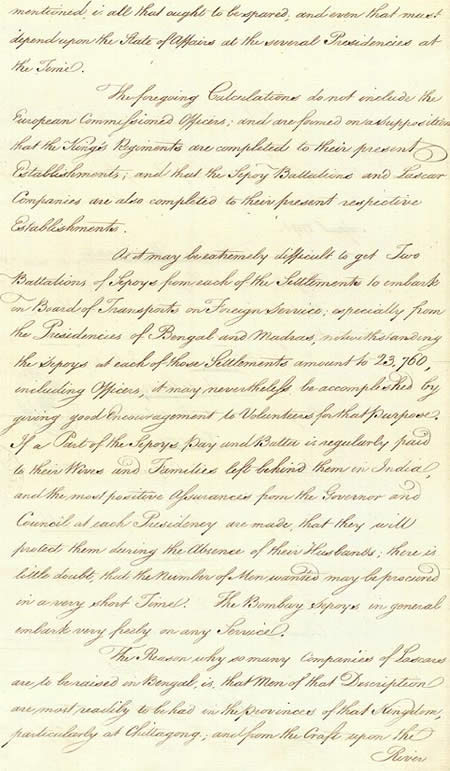 mentioned, is all that ought to be spared, and even that must
depend upon the State of Affairs at the several Presidencies at
the Time.
The foregoing Calculations do not include the
European Commissioned Officers; and are formed on a supposition
that the King's Regiments are completed to their present
Establishments; and that the Sepoy Battalions and Lascar
Companies are also completed to their present respective
Establishments.
As it may be extremely difficult to get Two
Battalions of Sepoys from each of the Settlements to embark
on Board of Transports on Foreign Service; especially from
the Presidencies of Bengal and Madras, notwithstanding
the Sepoys at each of those Settlements amount to 23,760,
including Officers, it may nevertheless be accomplished by
giving good Encouragement to Volunteers for that Purpose.
If a Part of the Sepoys Pay and Batta is regularly paid
to their Wives and Families left behind them in India,
and the most positive Assurances from the Governor and
Council at each Presidency are made, that they will
protect them during the Absence of their Husbands; there is
little doubt, that the Number of Men wanted may be procured
in a very short Time. The Bombay Sepoys in general
embark very freely on any Service.
The Reason why so many Companies of Lascars
are to be raised in Bengal, is, that Men of that Description
are most readily to be had in the Provinces of that Kingdom,
particularly at Chittagong; and from the Craft upon the
River